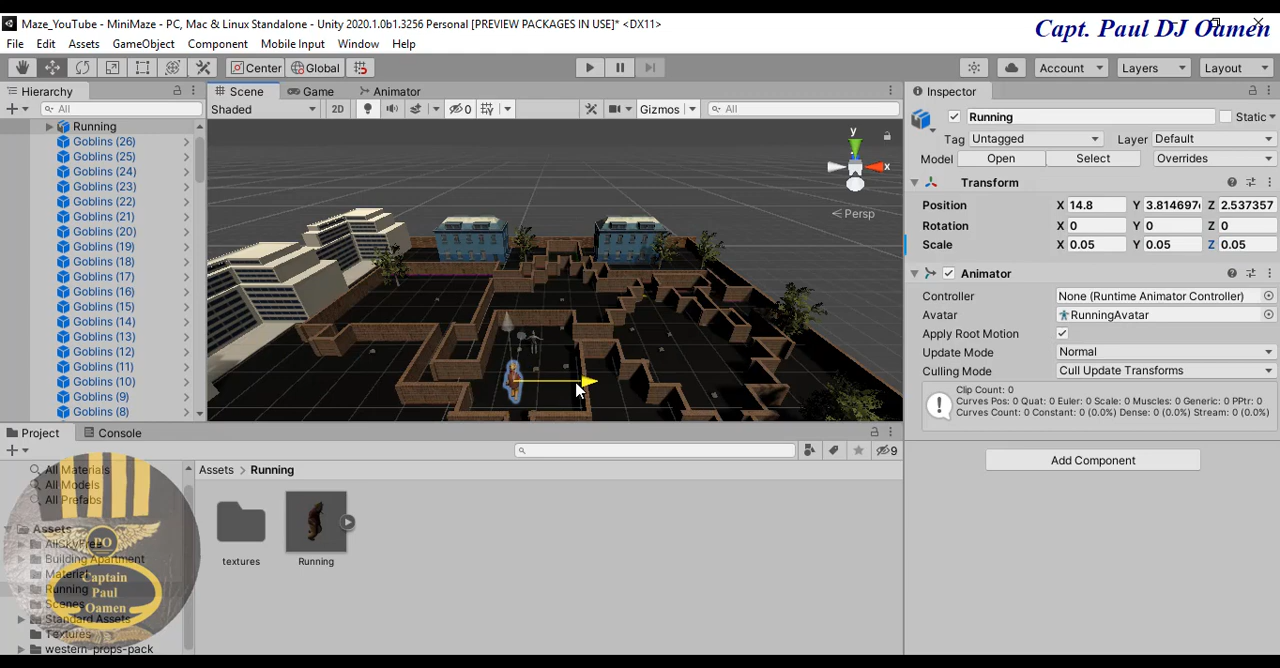 Maze_YouTube - MiniMaze - PC, Mac & Linux Standalone - Unity 2020.1.0b1.3256 Personal [PREVIEW PACKAGES IN USE]* <DX11>
Capt. Paul DJ Oamen
File Edit Assets GameObject Component Mobile Input Window Help
Center Global Account Layers Layout
Hierarchy Scene Game Animator Inspector
All Shaded 2D 0 Gizmos All
Running Static
Tag Untagged Layer Default
Model Open Select Overrides
Transform
Position X 14.8 Y 3.814697 Z 2.537357
Rotation X 0 Y 0 Z 0
Scale X 0.05 Y 0.05 Z 0.05
Animator
Controller None (Runtime Animator Controller)
Avatar RunningAvatar
Apply Root Motion
Update Mode Normal
Culling Mode Cull Update Transforms
Clip Count: 0
Curves Pos: 0 Quat: 0 Euler: 0 Scale: 0 Muscles: 0 Generic: 0 PPtr: 0
Curves Count: 0 Constant: 0 (0.0%) Dense: 0 (0.0%) Stream: 0 (0.0%)
Add Component
Running
Goblins (26)
Goblins (25)
Goblins (24)
Goblins (23)
Goblins (22)
Goblins (21)
Goblins (20)
Goblins (19)
Goblins (18)
Goblins (17)
Goblins (16)
Goblins (15)
Goblins (14)
Goblins (13)
Goblins (12)
Goblins (11)
Goblins (10)
Goblins (9)
Goblins (8)
y
x
Persp
Project Console
9
All Materials
All Models
All Prefabs
Assets
AllSkyFree
Building Apartment
Material
Running
Scenes
Standard Assets
Textures
western-props-pack
PO
Captain
Paul
Oamen
Assets > Running
textures Running